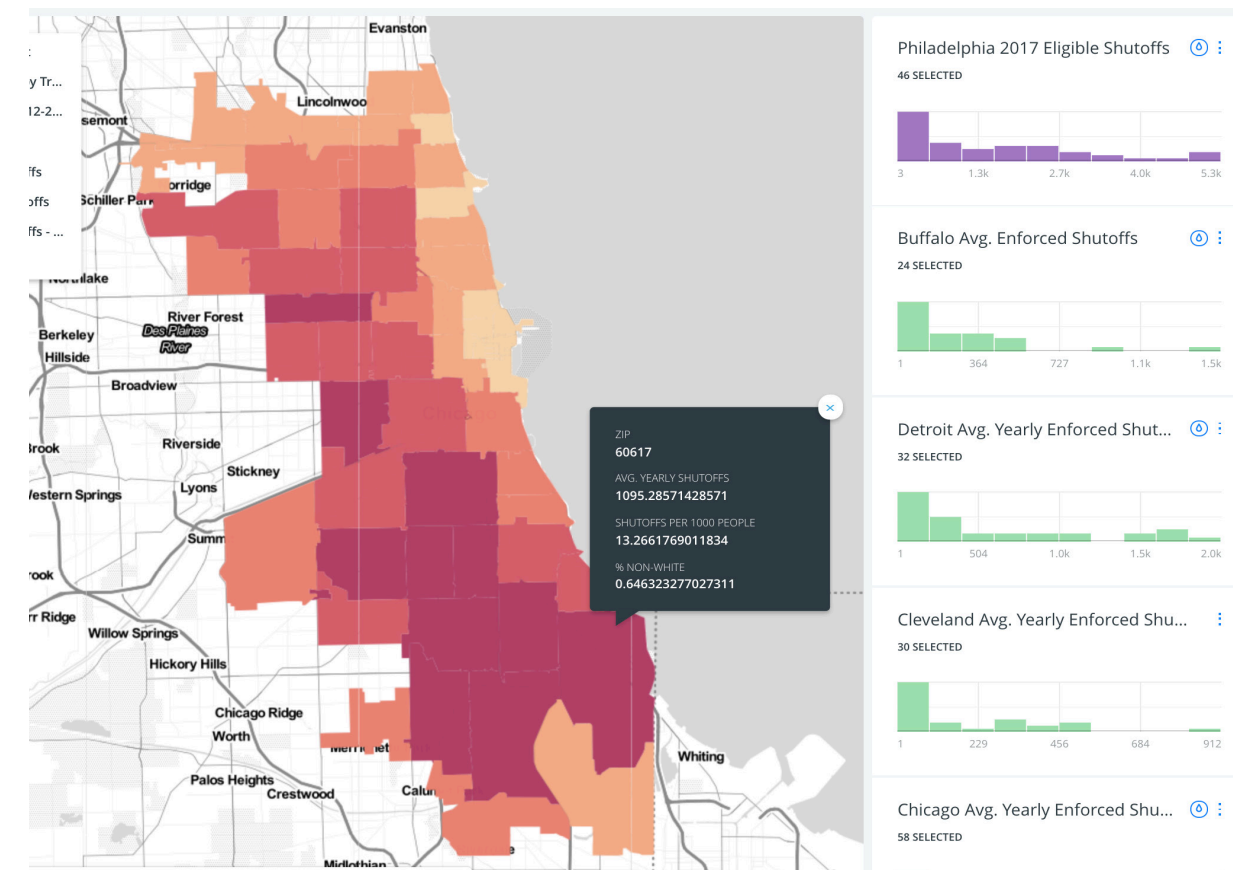 Evanston
Lincolnwoo
semont
orridge
Schiller Park
Northlake
River Forest
Des Plaines
River
Berkeley
Hillside
Broadview
Chicago
Riverside
Brook
Stickney
Lyons
Western Springs
Summ
rook
rr Ridge
Willow Springs
Hickory Hills
Chicago Ridge
Worth
Merrionet
Palos Heights
Crestwood
Calum
Whiting
e
Midlothian
y Tr...
12-2...
ffs
offs
ffs - ...
ZIP
60617
AVG. YEARLY SHUTOFFS
1095.28571428571
SHUTOFFS PER 1000 PEOPLE
13.2661769011834
% NON-WHITE
0.646323277027311
Philadelphia 2017 Eligible Shutoffs
46 SELECTED
3 1.3k 2.7k 4.0k 5.3k
Buffalo Avg. Enforced Shutoffs
24 SELECTED
1 364 727 1.1k 1.5k
Detroit Avg. Yearly Enforced Shut...
32 SELECTED
1 504 1.0k 1.5k 2.0k
Cleveland Avg. Yearly Enforced Shu...
30 SELECTED
1 229 456 684 912
Chicago Avg. Yearly Enforced Shu...
58 SELECTED